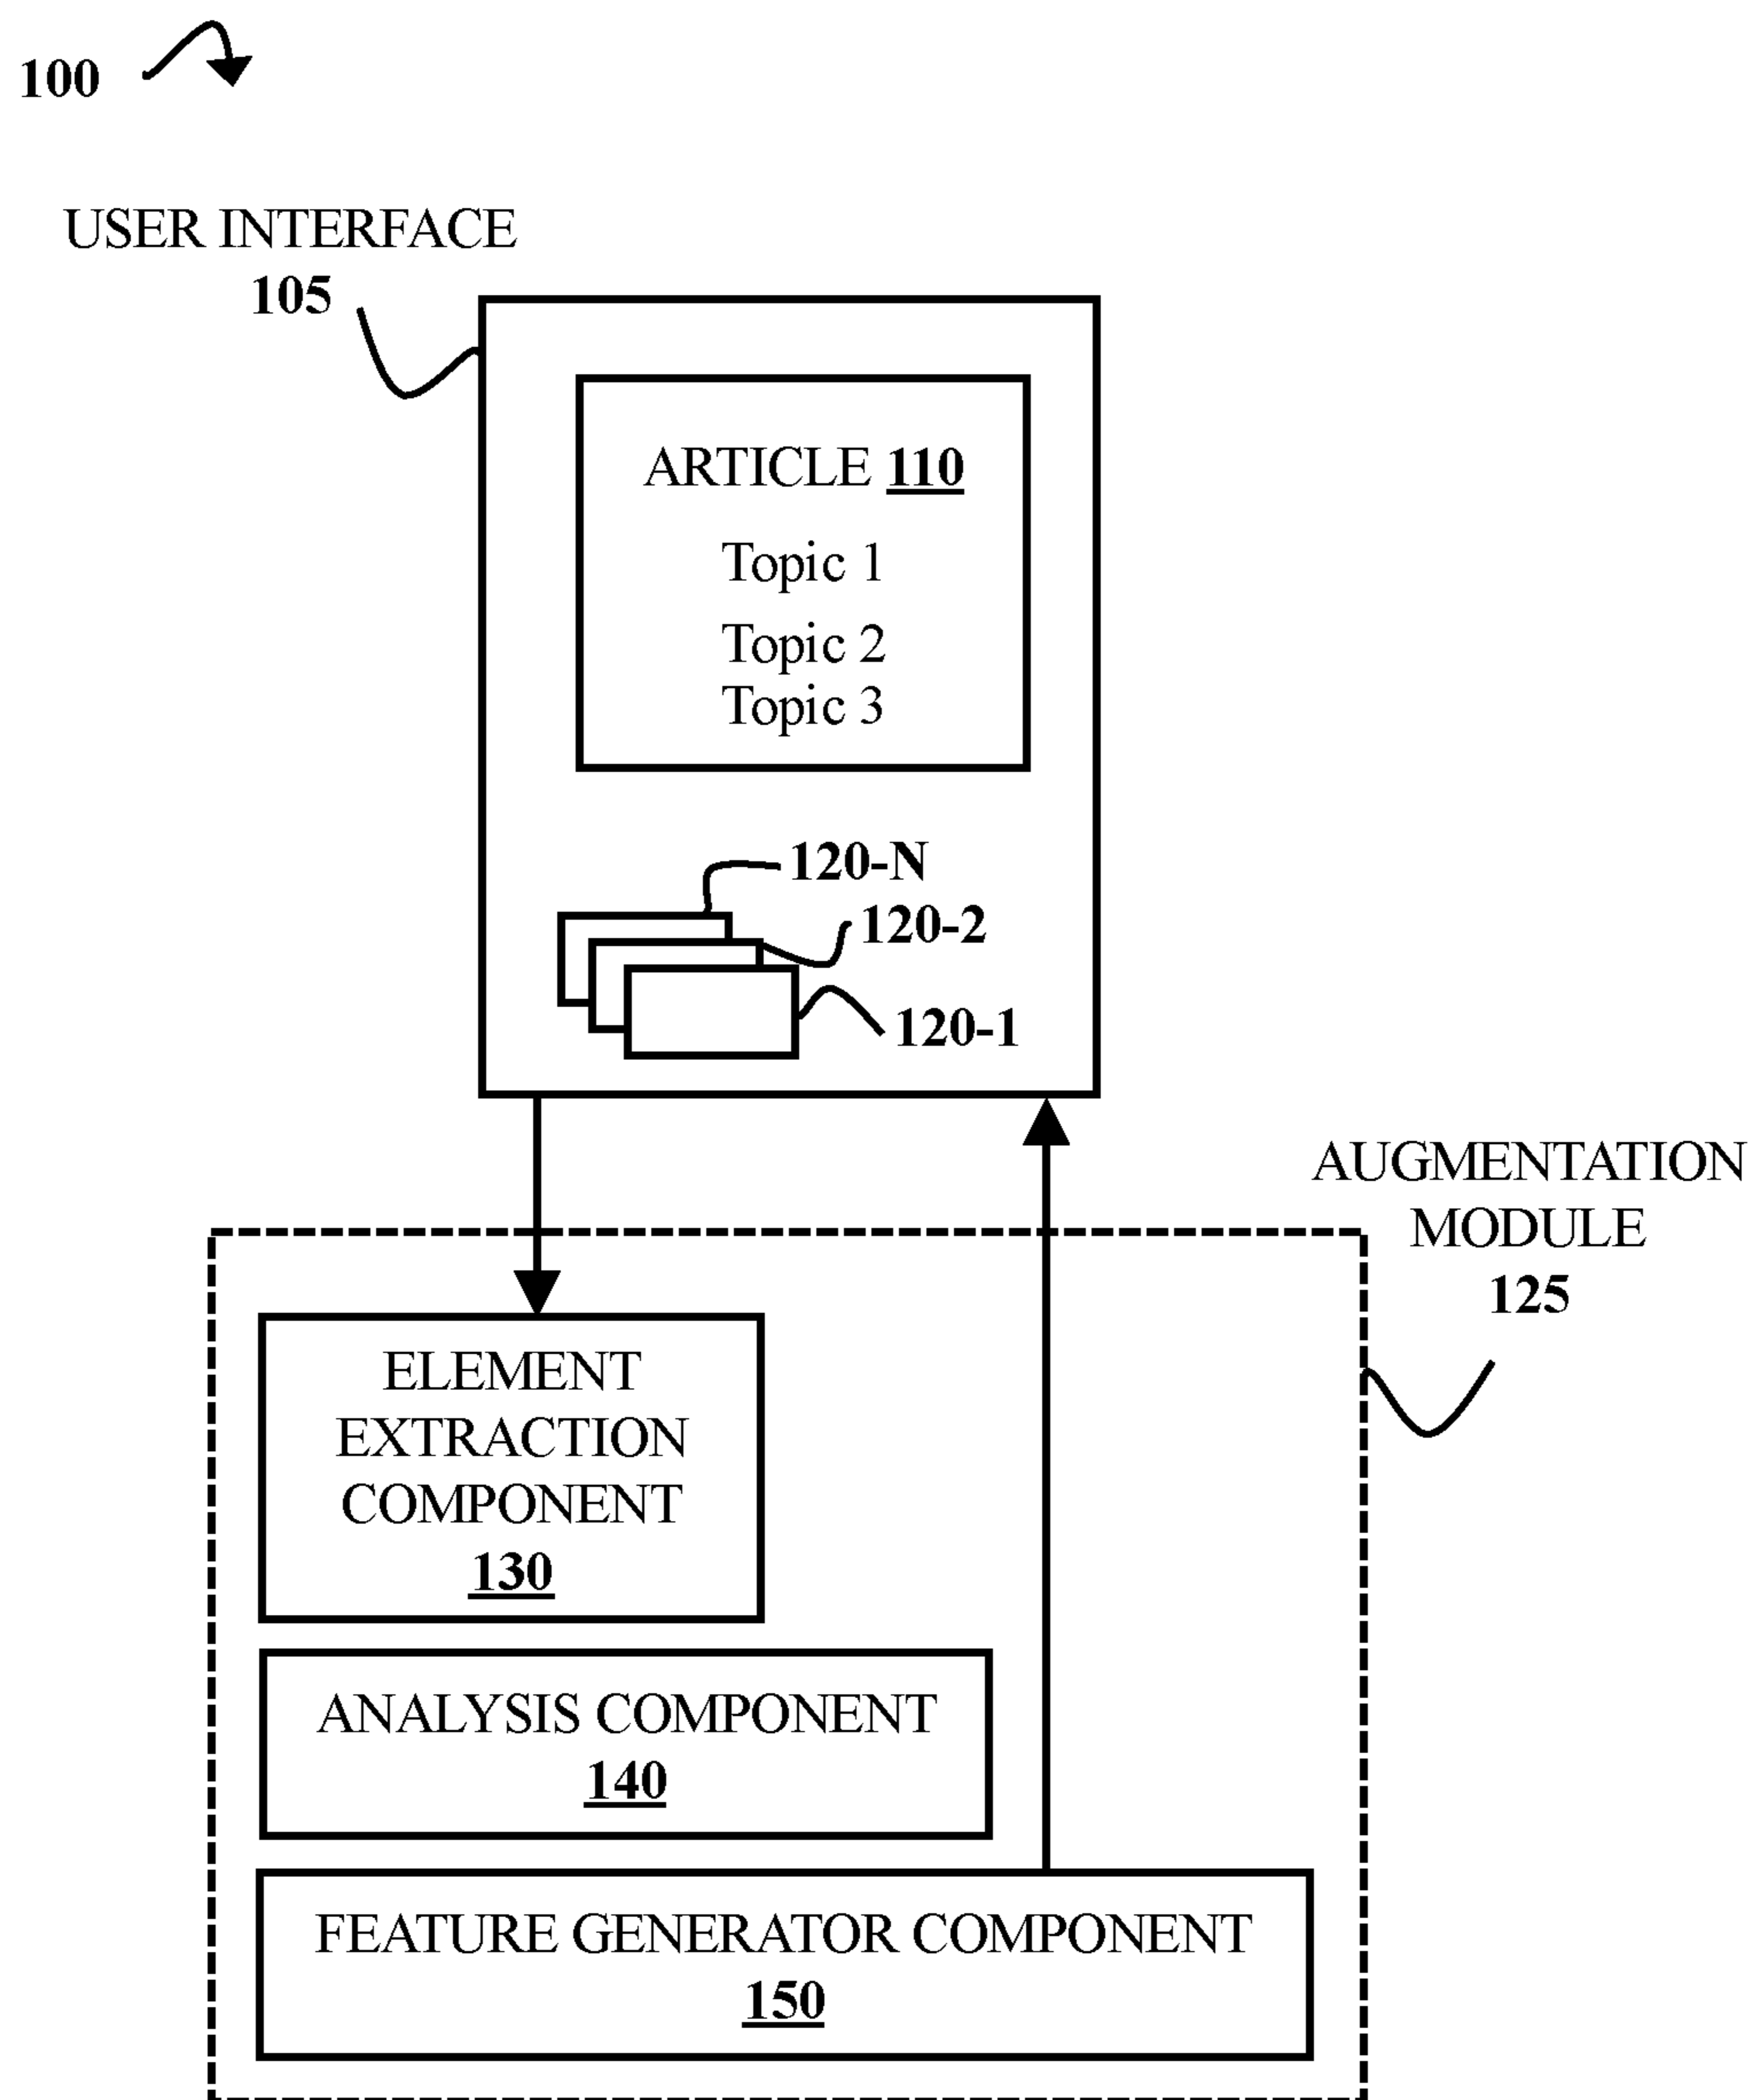 100
USER INTERFACE
105
ARTICLE 110
Topic 1
Topic 2
Topic 3
120-N
120-2
120-1
AUGMENTATION
MODULE
125
ELEMENT
EXTRACTION
COMPONENT
130
ANALYSIS COMPONENT
140
FEATURE GENERATOR COMPONENT
150